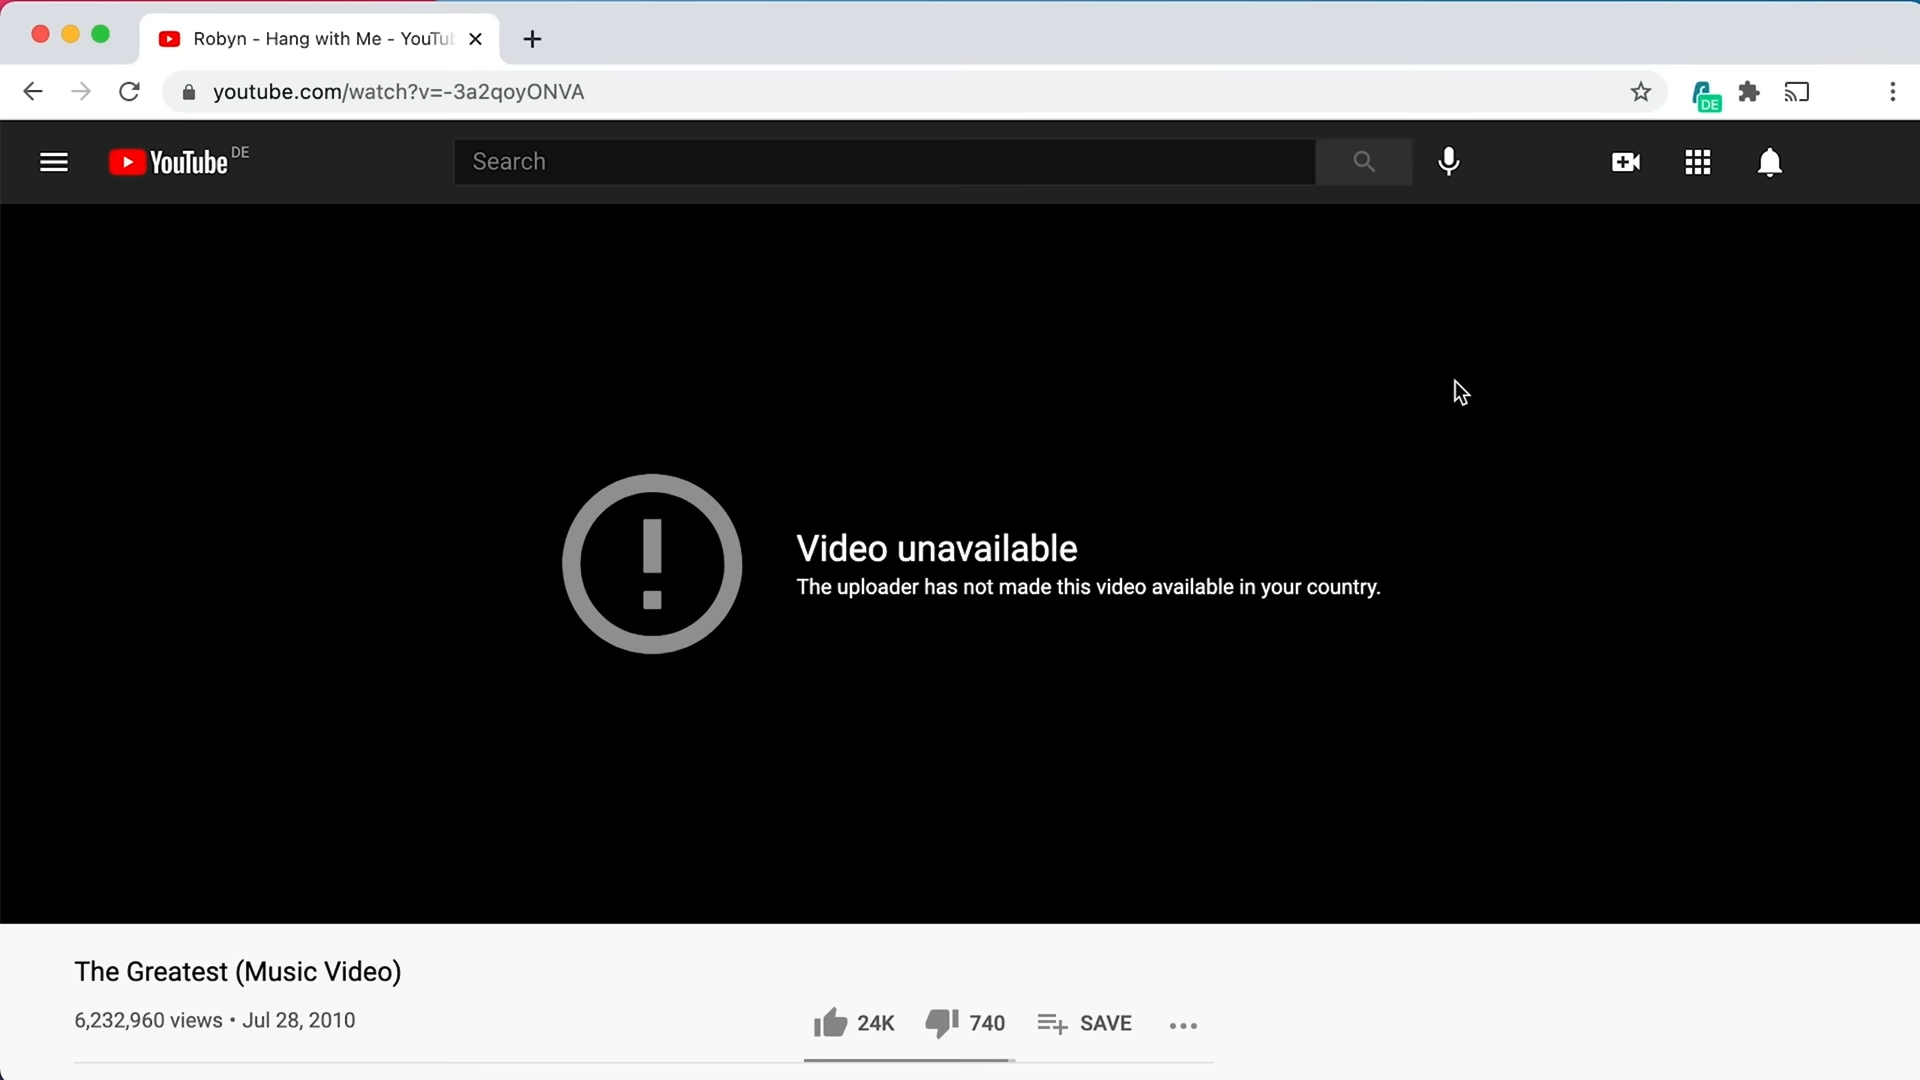 Robyn - Hang with Me - YouTu
youtube.com/watch?v=-3a2qoyONVA
DE
YouTube DE
Search
Video unavailable
The uploader has not made this video available in your country.
The Greatest (Music Video)
6,232,960 views • Jul 28, 2010
24K 740 SAVE